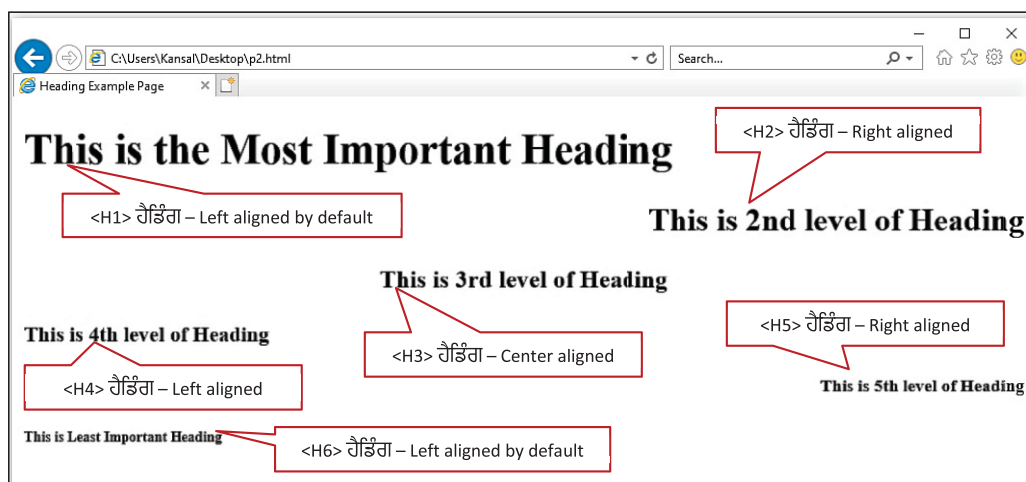 C:\Users\Kansal\Desktop\p2.html
Search...
Heading Example Page
This is the Most Important Heading
<H2> ਹੈਡਿੰਗ – Right aligned
<H1> ਹੈਡਿੰਗ – Left aligned by default
This is 2nd level of Heading
This is 3rd level of Heading
<H5> ਹੈਡਿੰਗ – Right aligned
This is 4th level of Heading
<H3> ਹੈਡਿੰਗ – Center aligned
<H4> ਹੈਡਿੰਗ – Left aligned
This is 5th level of Heading
This is Least Important Heading
<H6> ਹੈਡਿੰਗ – Left aligned by default